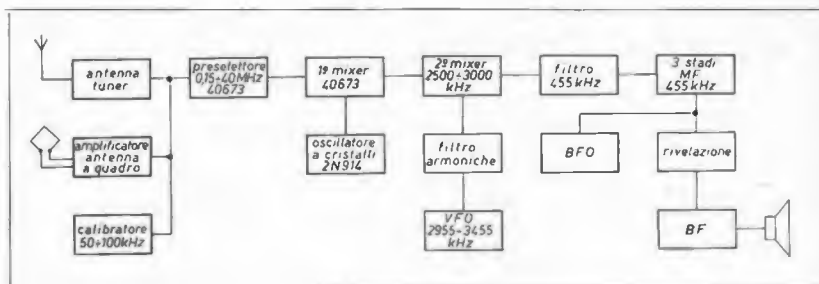 antenna
tuner
amplificatore
antenna
a quadro
calibratore
50÷100kHz
preselettore
0,15÷40MHz
40673
1º mixer
40673
oscillatore
a cristalli
2N914
2º mixer
2500÷3000
kHz
filtro
armoniche
VFO
2955÷3455
kHz
filtro
455kHz
BFO
3 stadi
MF
455kHz
rivelazione
BF